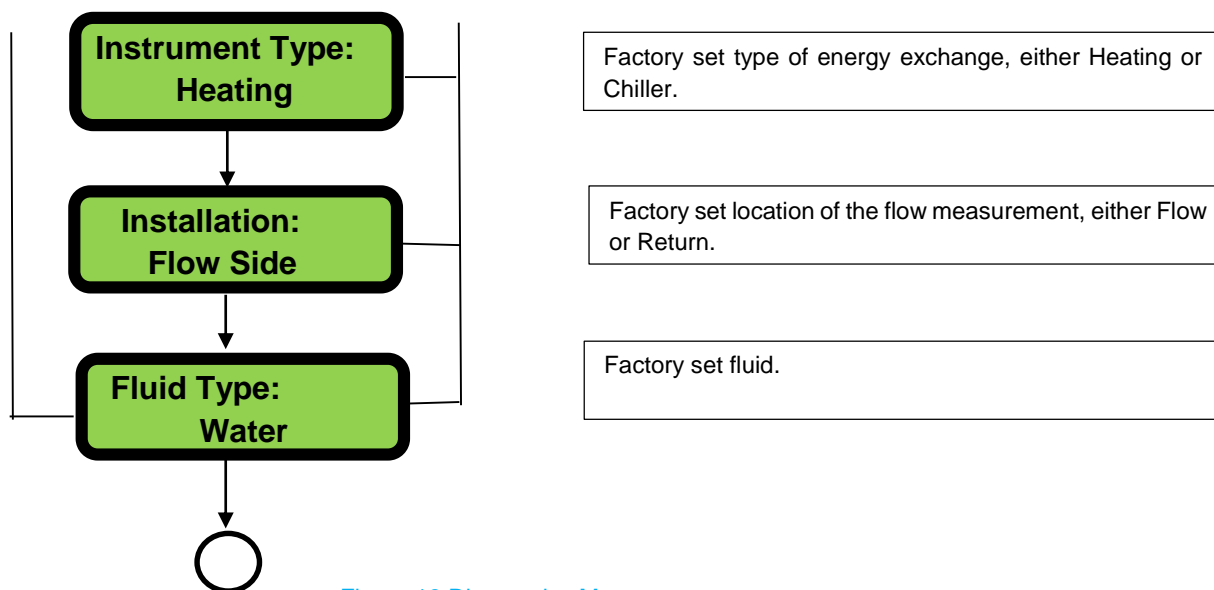 Instrument Type:
Heating
Factory set type of energy exchange, either Heating or
Chiller.
Installation:
Flow Side
Factory set location of the flow measurement, either Flow
or Return.
Fluid Type:
Water
Factory set fluid.